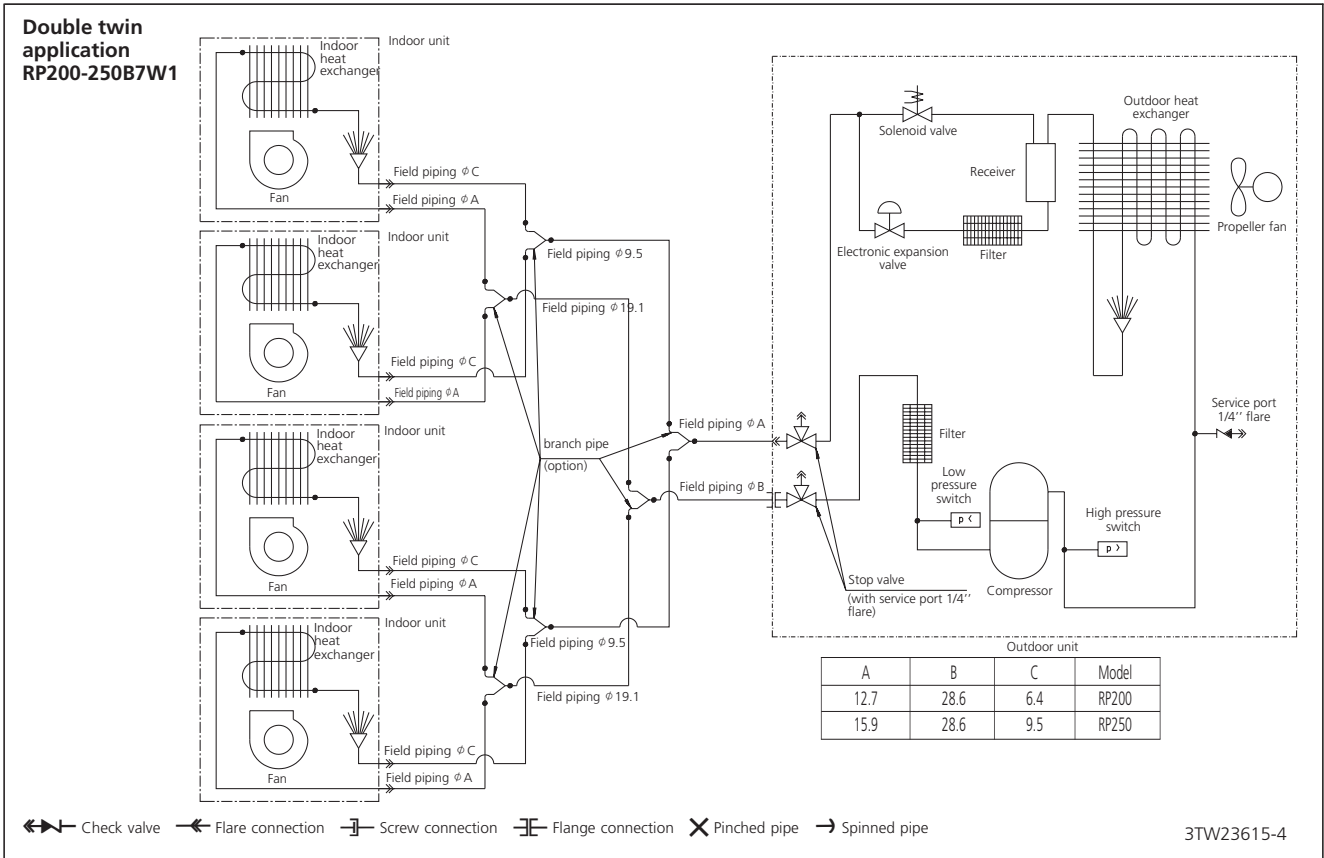 Double twin
application
RP200-250B7W1
Indoor unit
Indoor
heat
exchanger
Fan
Field piping ϕC
Field piping ϕA
Indoor unit
Indoor
heat
exchanger
Fan
Field piping ϕC
Field piping ϕA
Indoor unit
Indoor
heat
exchanger
Fan
Field piping ϕC
Field piping ϕA
Indoor unit
Indoor
heat
exchanger
Fan
Field piping ϕC
Field piping ϕA
Field piping ϕ9.5
Field piping ϕ19.1
branch pipe
(option)
Field piping ϕ9.5
Field piping ϕ19.1
Field piping ϕA
Field piping ϕB
Solenoid valve
Receiver
Outdoor heat
exchanger
Propeller fan
Electronic expansion
valve
Filter
Service port
1/4’’ flare
Filter
Low
pressure
switch
P <
High pressure
switch
P >
Compressor
Stop valve
(with service port 1/4’’
flare)
Outdoor unit
A B C Model
12.7 28.6 6.4 RP200
15.9 28.6 9.5 RP250
Check valve Flare connection Screw connection Flange connection Pinched pipe Spinned pipe
3TW23615-4